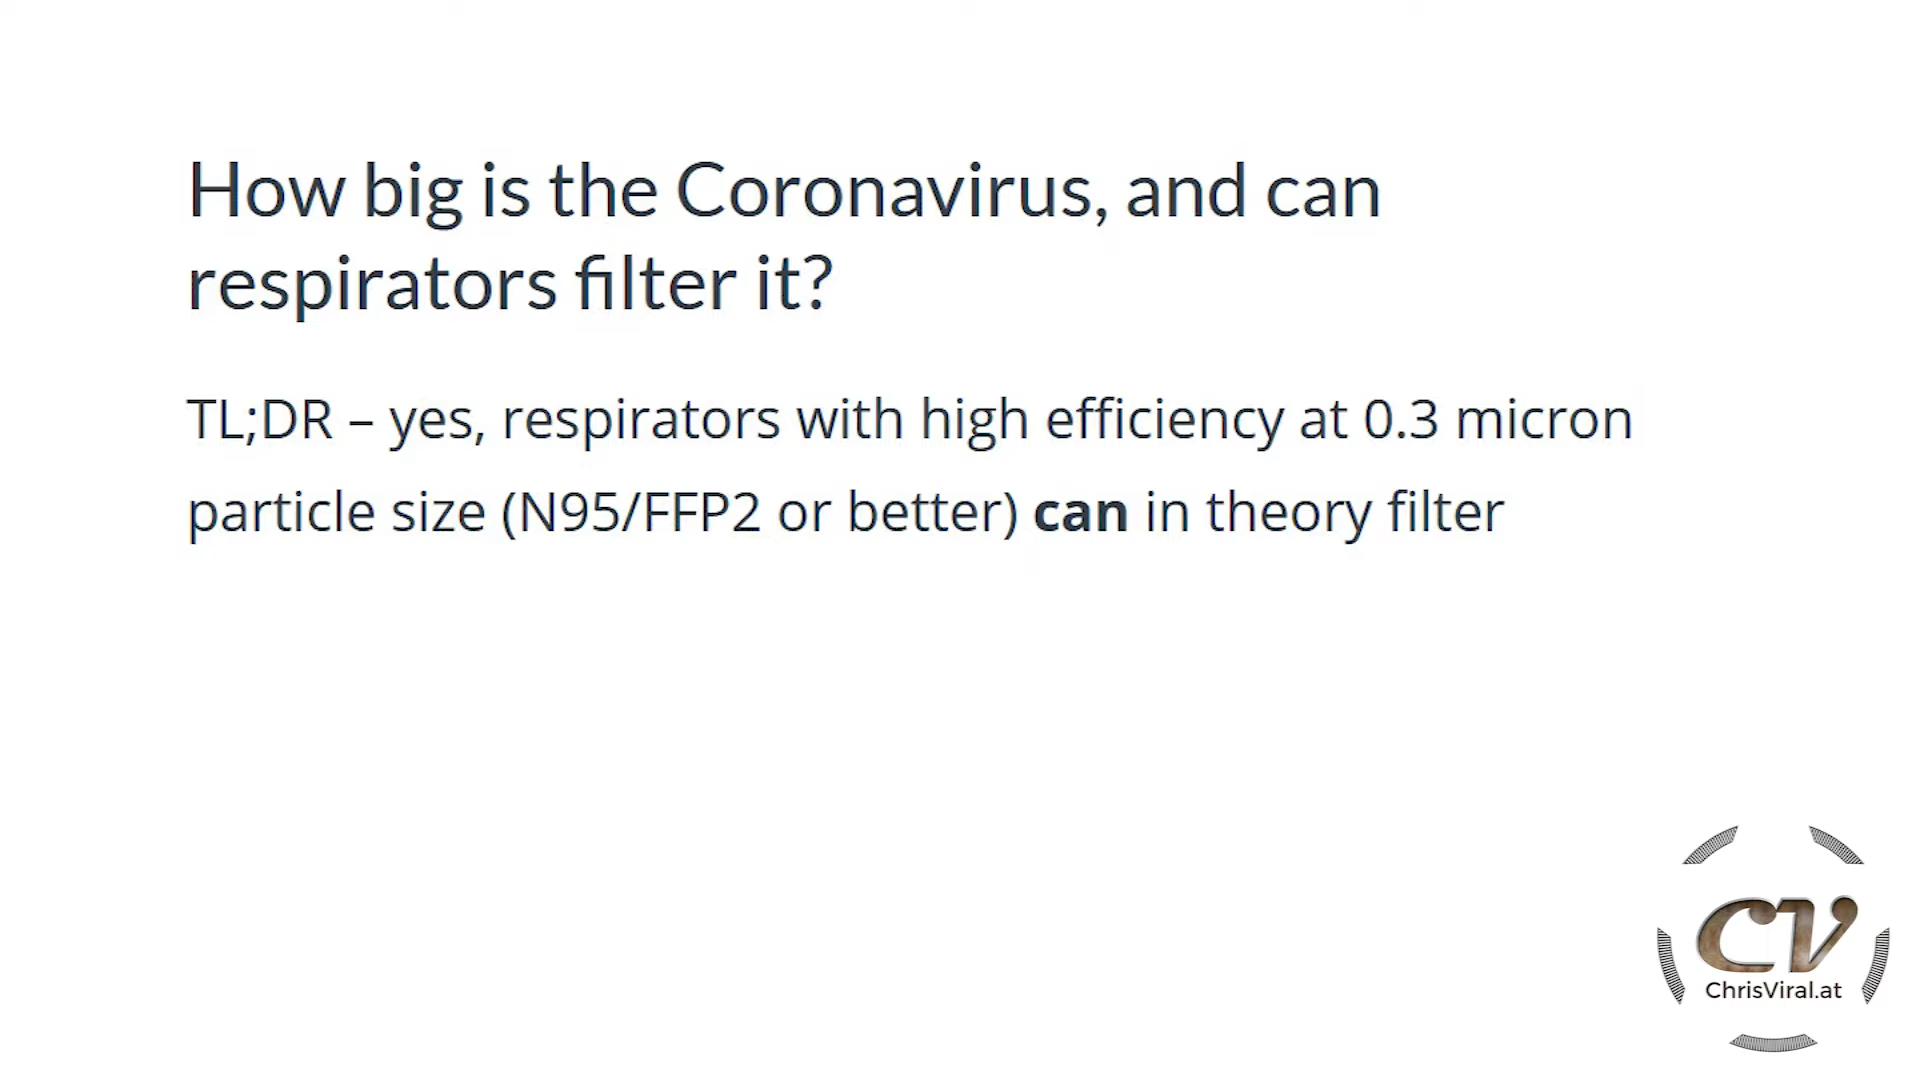 How big is the Coronavirus, and can
respirators filter it?
TL;DR – yes, respirators with high efficiency at 0.3 micron
particle size (N95/FFP2 or better) can in theory filter
CV
ChrisViral.at